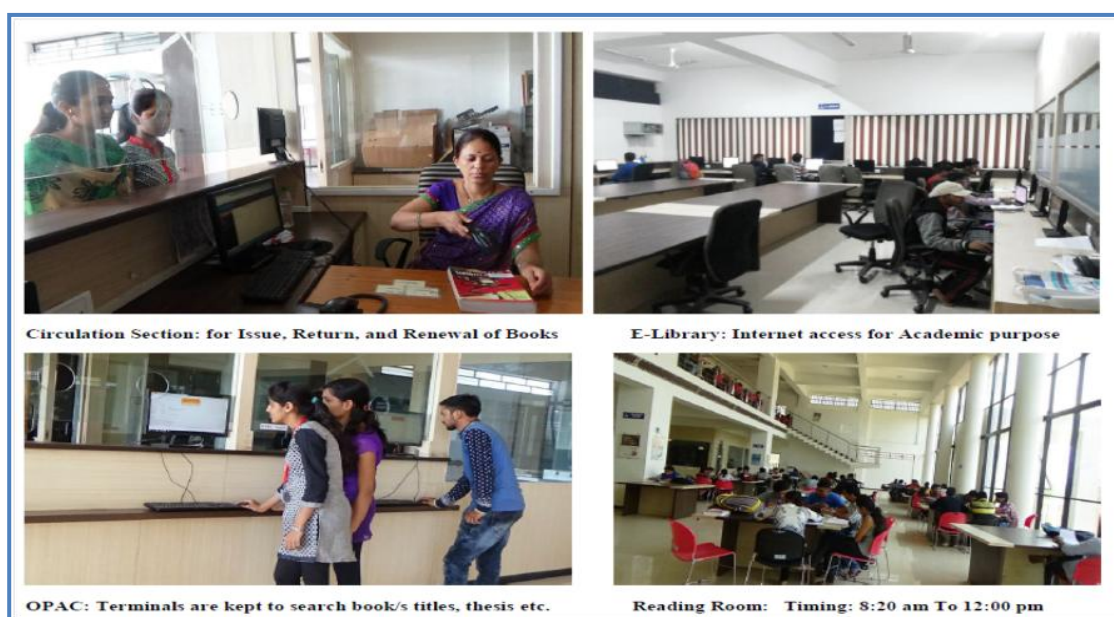 Circulation Section: for Issue, Return, and Renewal of Books
E-Library: Internet access for Academic purpose
OPAC: Terminals are kept to search book/s titles, thesis etc.
Reading Room: Timing: 8:20 am To 12:00 pm